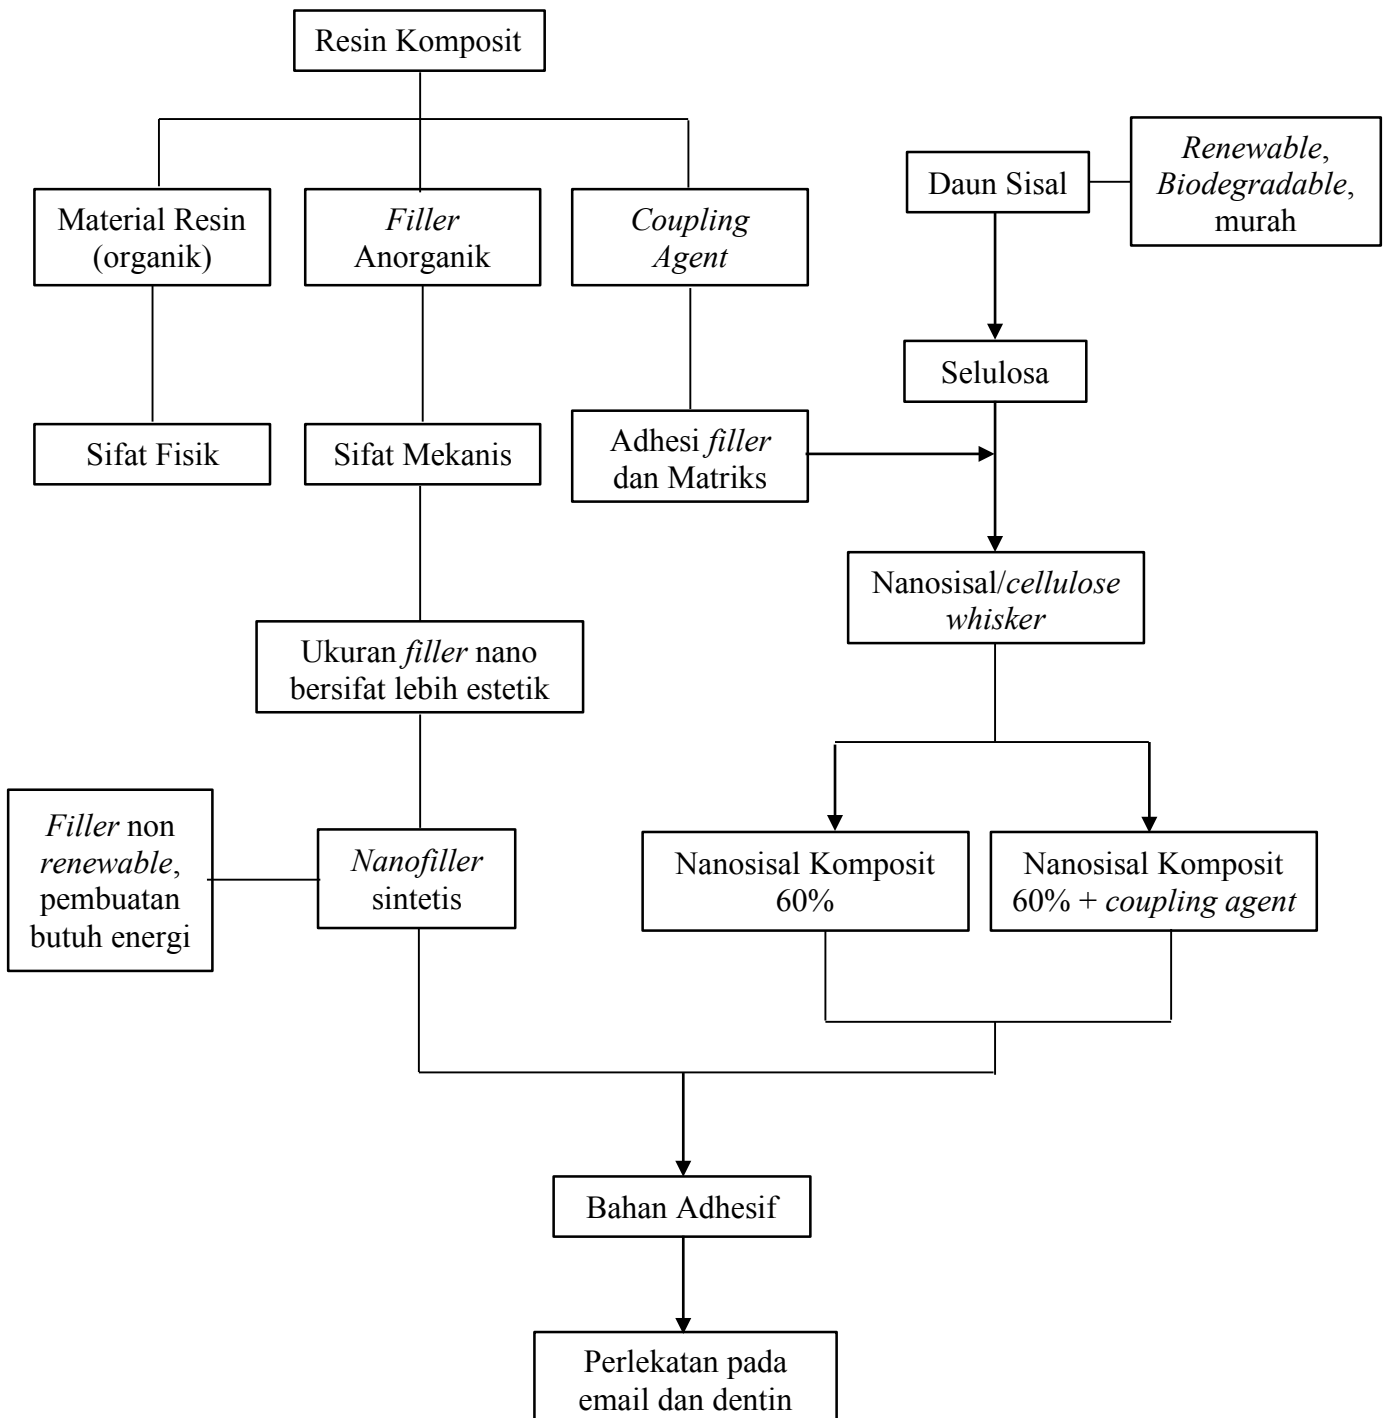 Resin Komposit
Renewable,
Biodegradable,
murah
Daun Sisal
Material Resin
(organik)
Filler
Anorganik
Coupling
Agent
Selulosa
Sifat Fisik
Sifat Mekanis
Adhesi filler
dan Matriks
Nanosisal/cellulose
whisker
Ukuran filler nano
bersifat lebih estetik
Filler non
renewable,
pembuatan
butuh energi
Nanofiller
sintetis
Nanosisal Komposit
60%
Nanosisal Komposit
60% + coupling agent
Bahan Adhesif
Perlekatan pada
email dan dentin